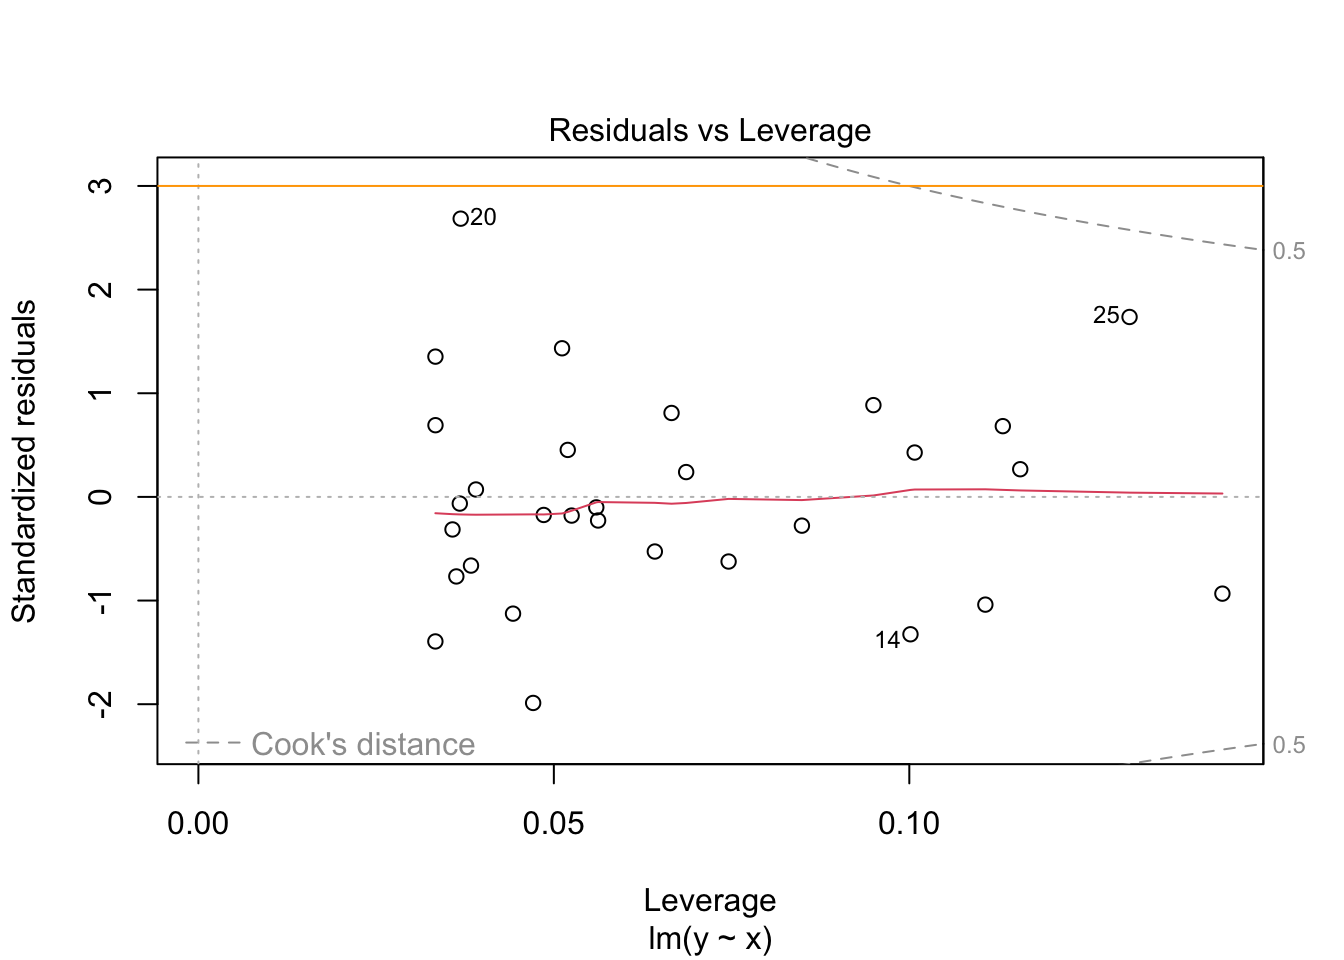 Residuals vs Leverage
Standardized residuals
3
2
1
0
-1
-2
20
25
14
0.5
0.5
Cook's distance
0.00 0.05 0.10
Leverage
lm(y ~ x)